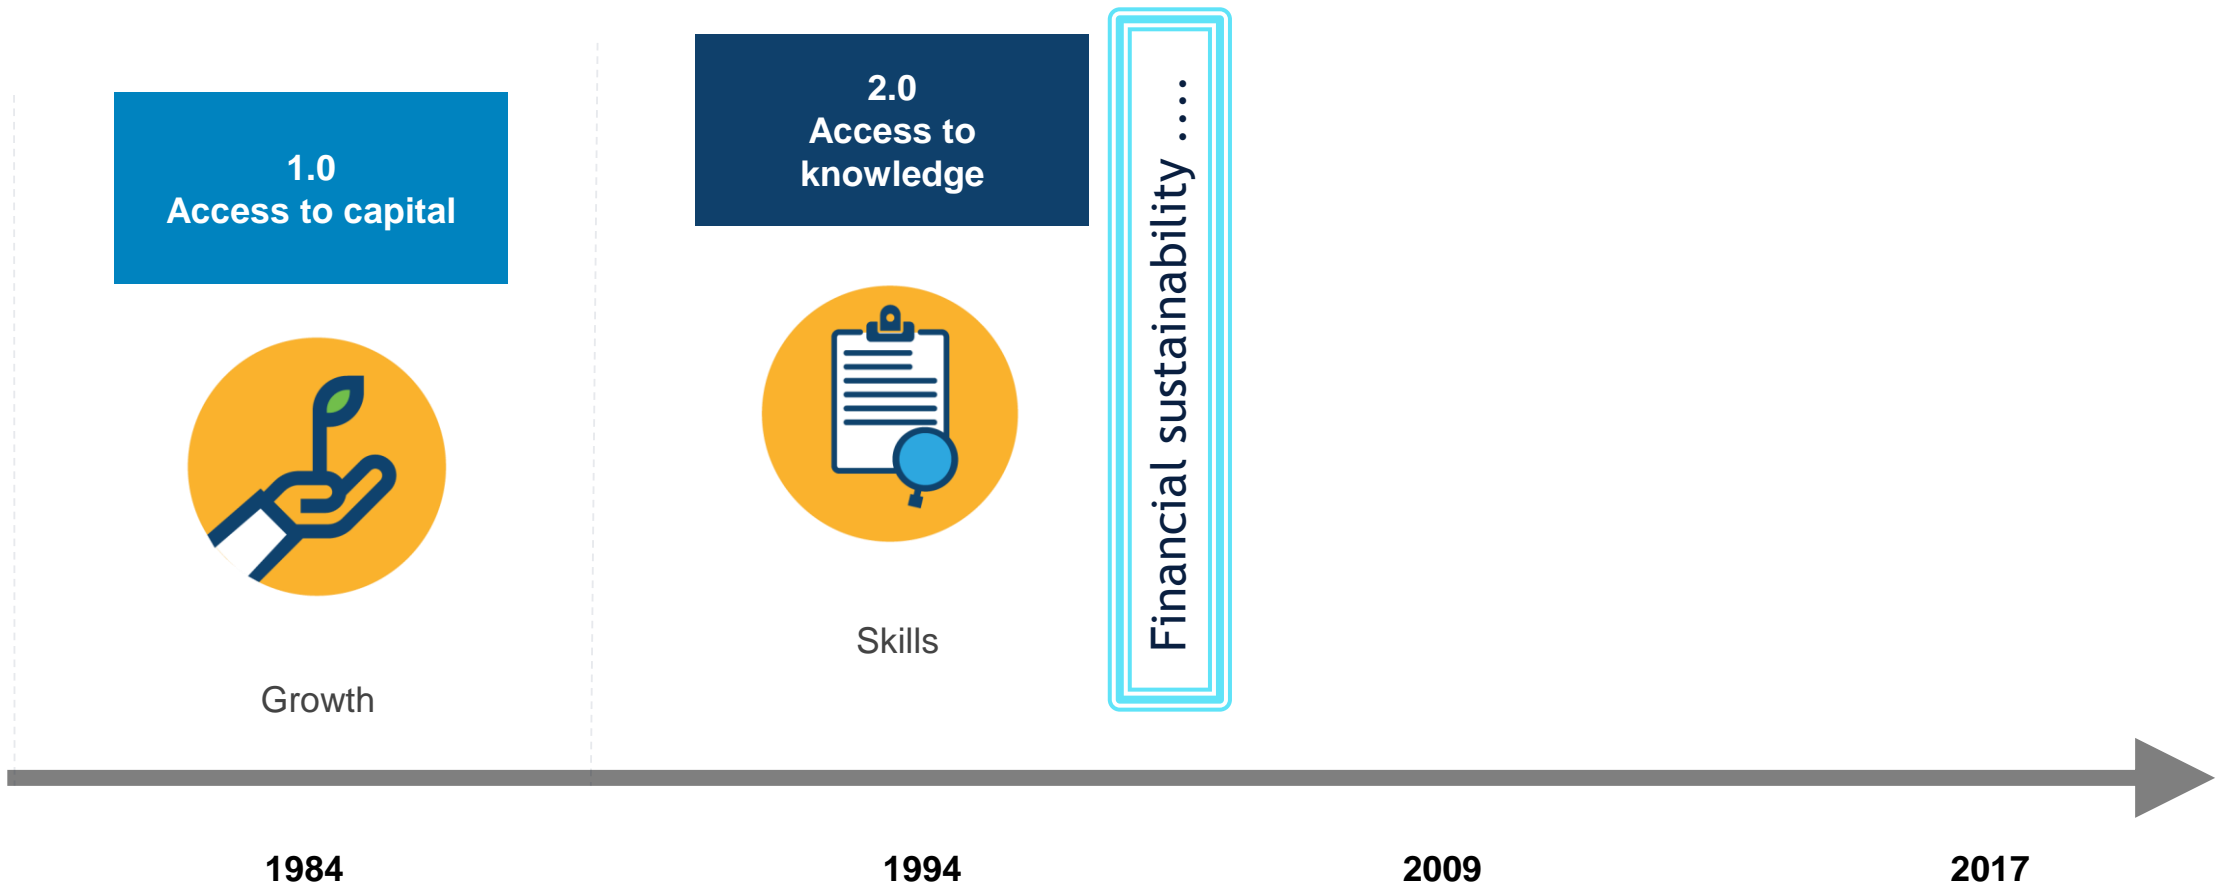 1.0
Access to capital
Growth
2.0
Access to
knowledge
Skills
Financial sustainability ....
1984
1994
2009
2017